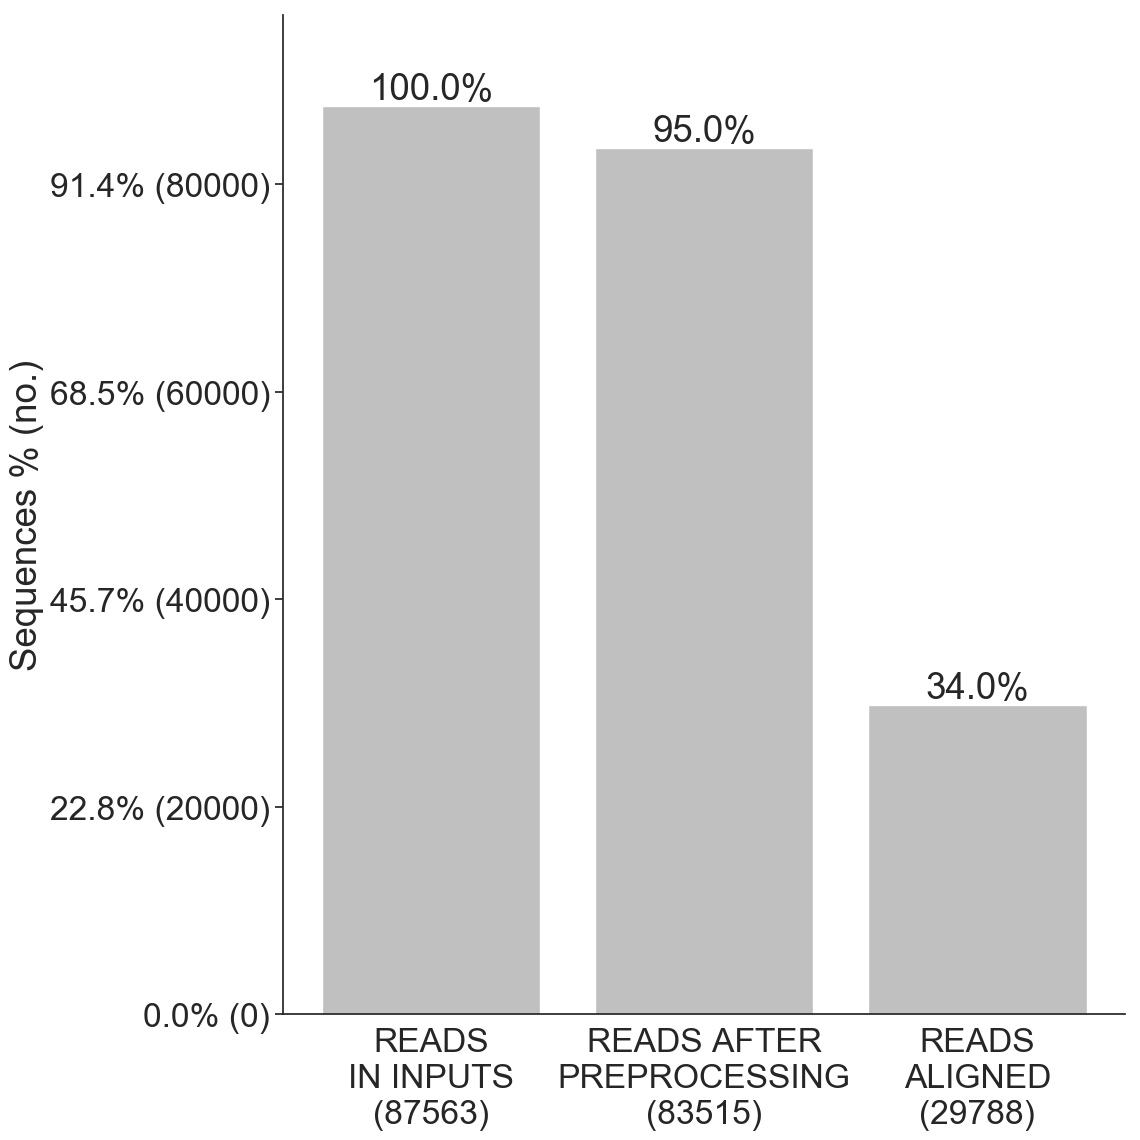 100.0%
95.0%
91.4% (80000)
68.5% (60000)
45.7% (40000)
34.0%
22.8% (20000)
0.0% (0)
Sequences % (no.)
READS
IN INPUTS
(87563)
READS AFTER
PREPROCESSING
(83515)
READS
ALIGNED
(29788)